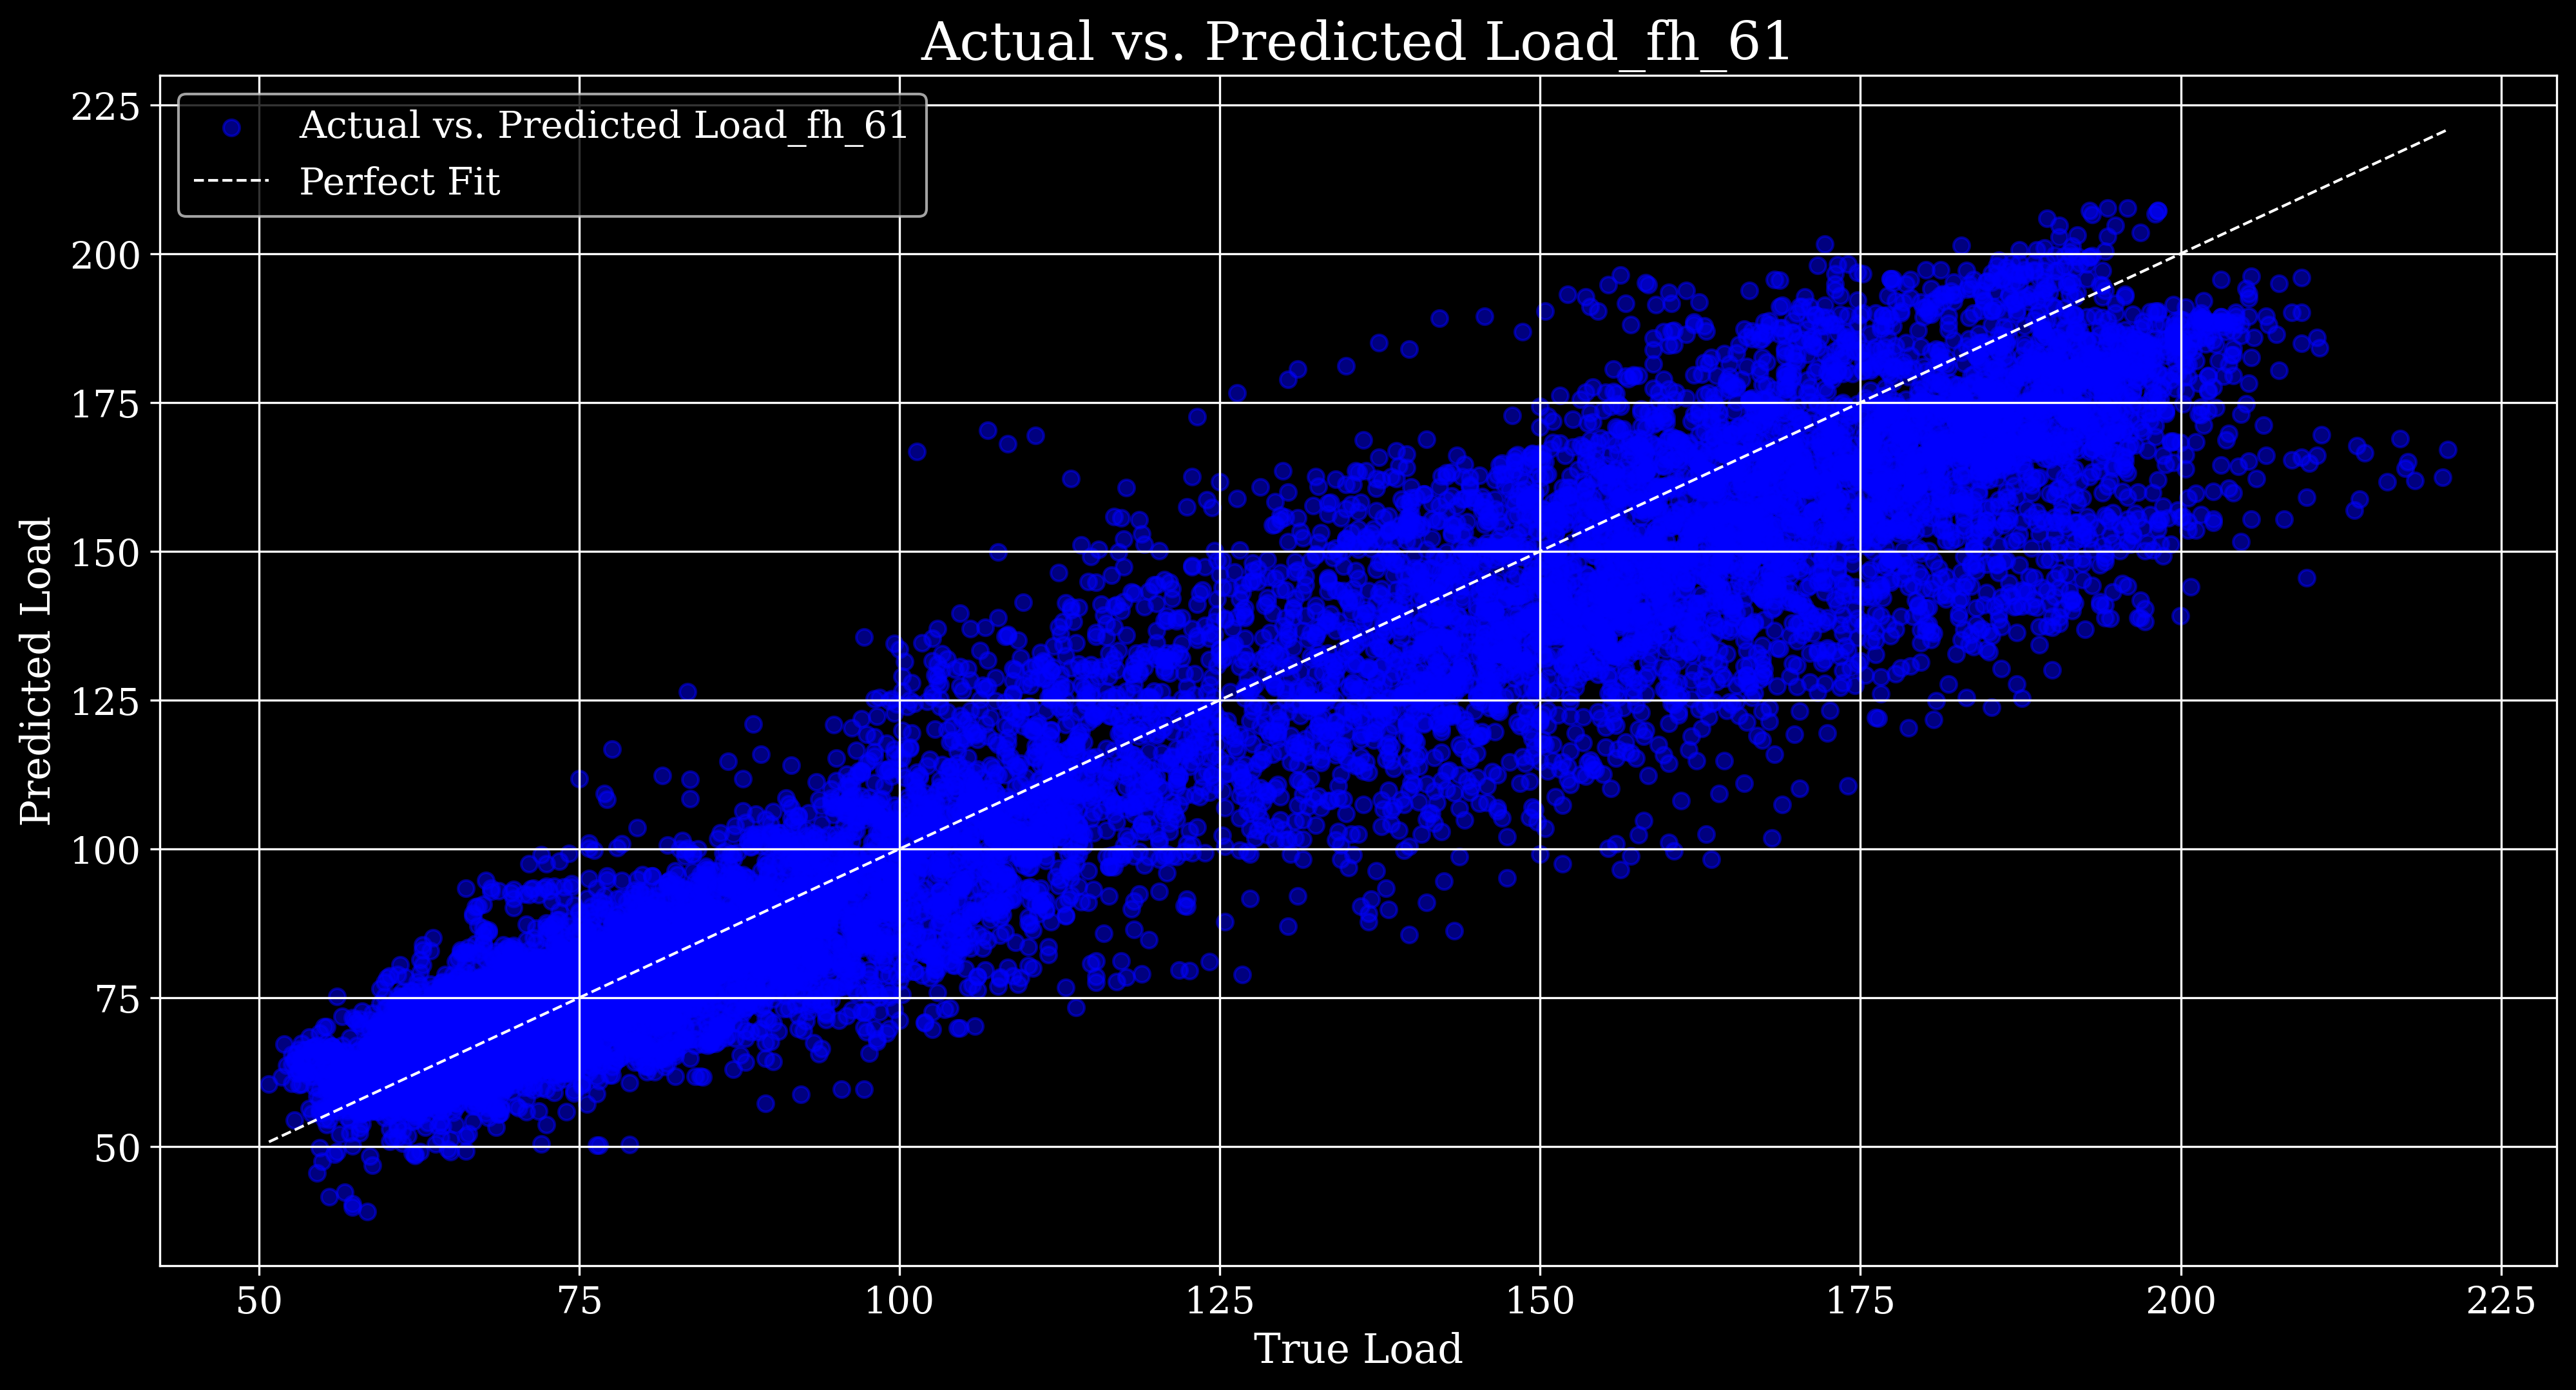 Actual vs. Predicted Load_fh_61
Actual vs. Predicted Load_fh_61
Perfect Fit
225
200
175
150
125
100
75
50
Predicted Load
50 75 100 125 150 175 200 225
True Load